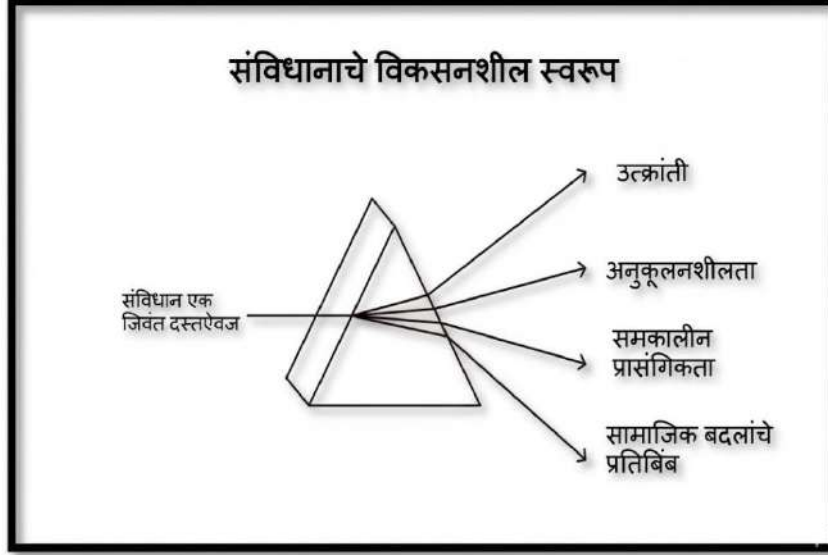 संविधानाचे विकसनशील स्वरूप
उत्क्रांती
अनुकूलनशीलता
संविधान एक
जिवंत दस्तऐवज
समकालीन
प्रासंगिकता
सामाजिक बदलांचे
प्रतिबिंब